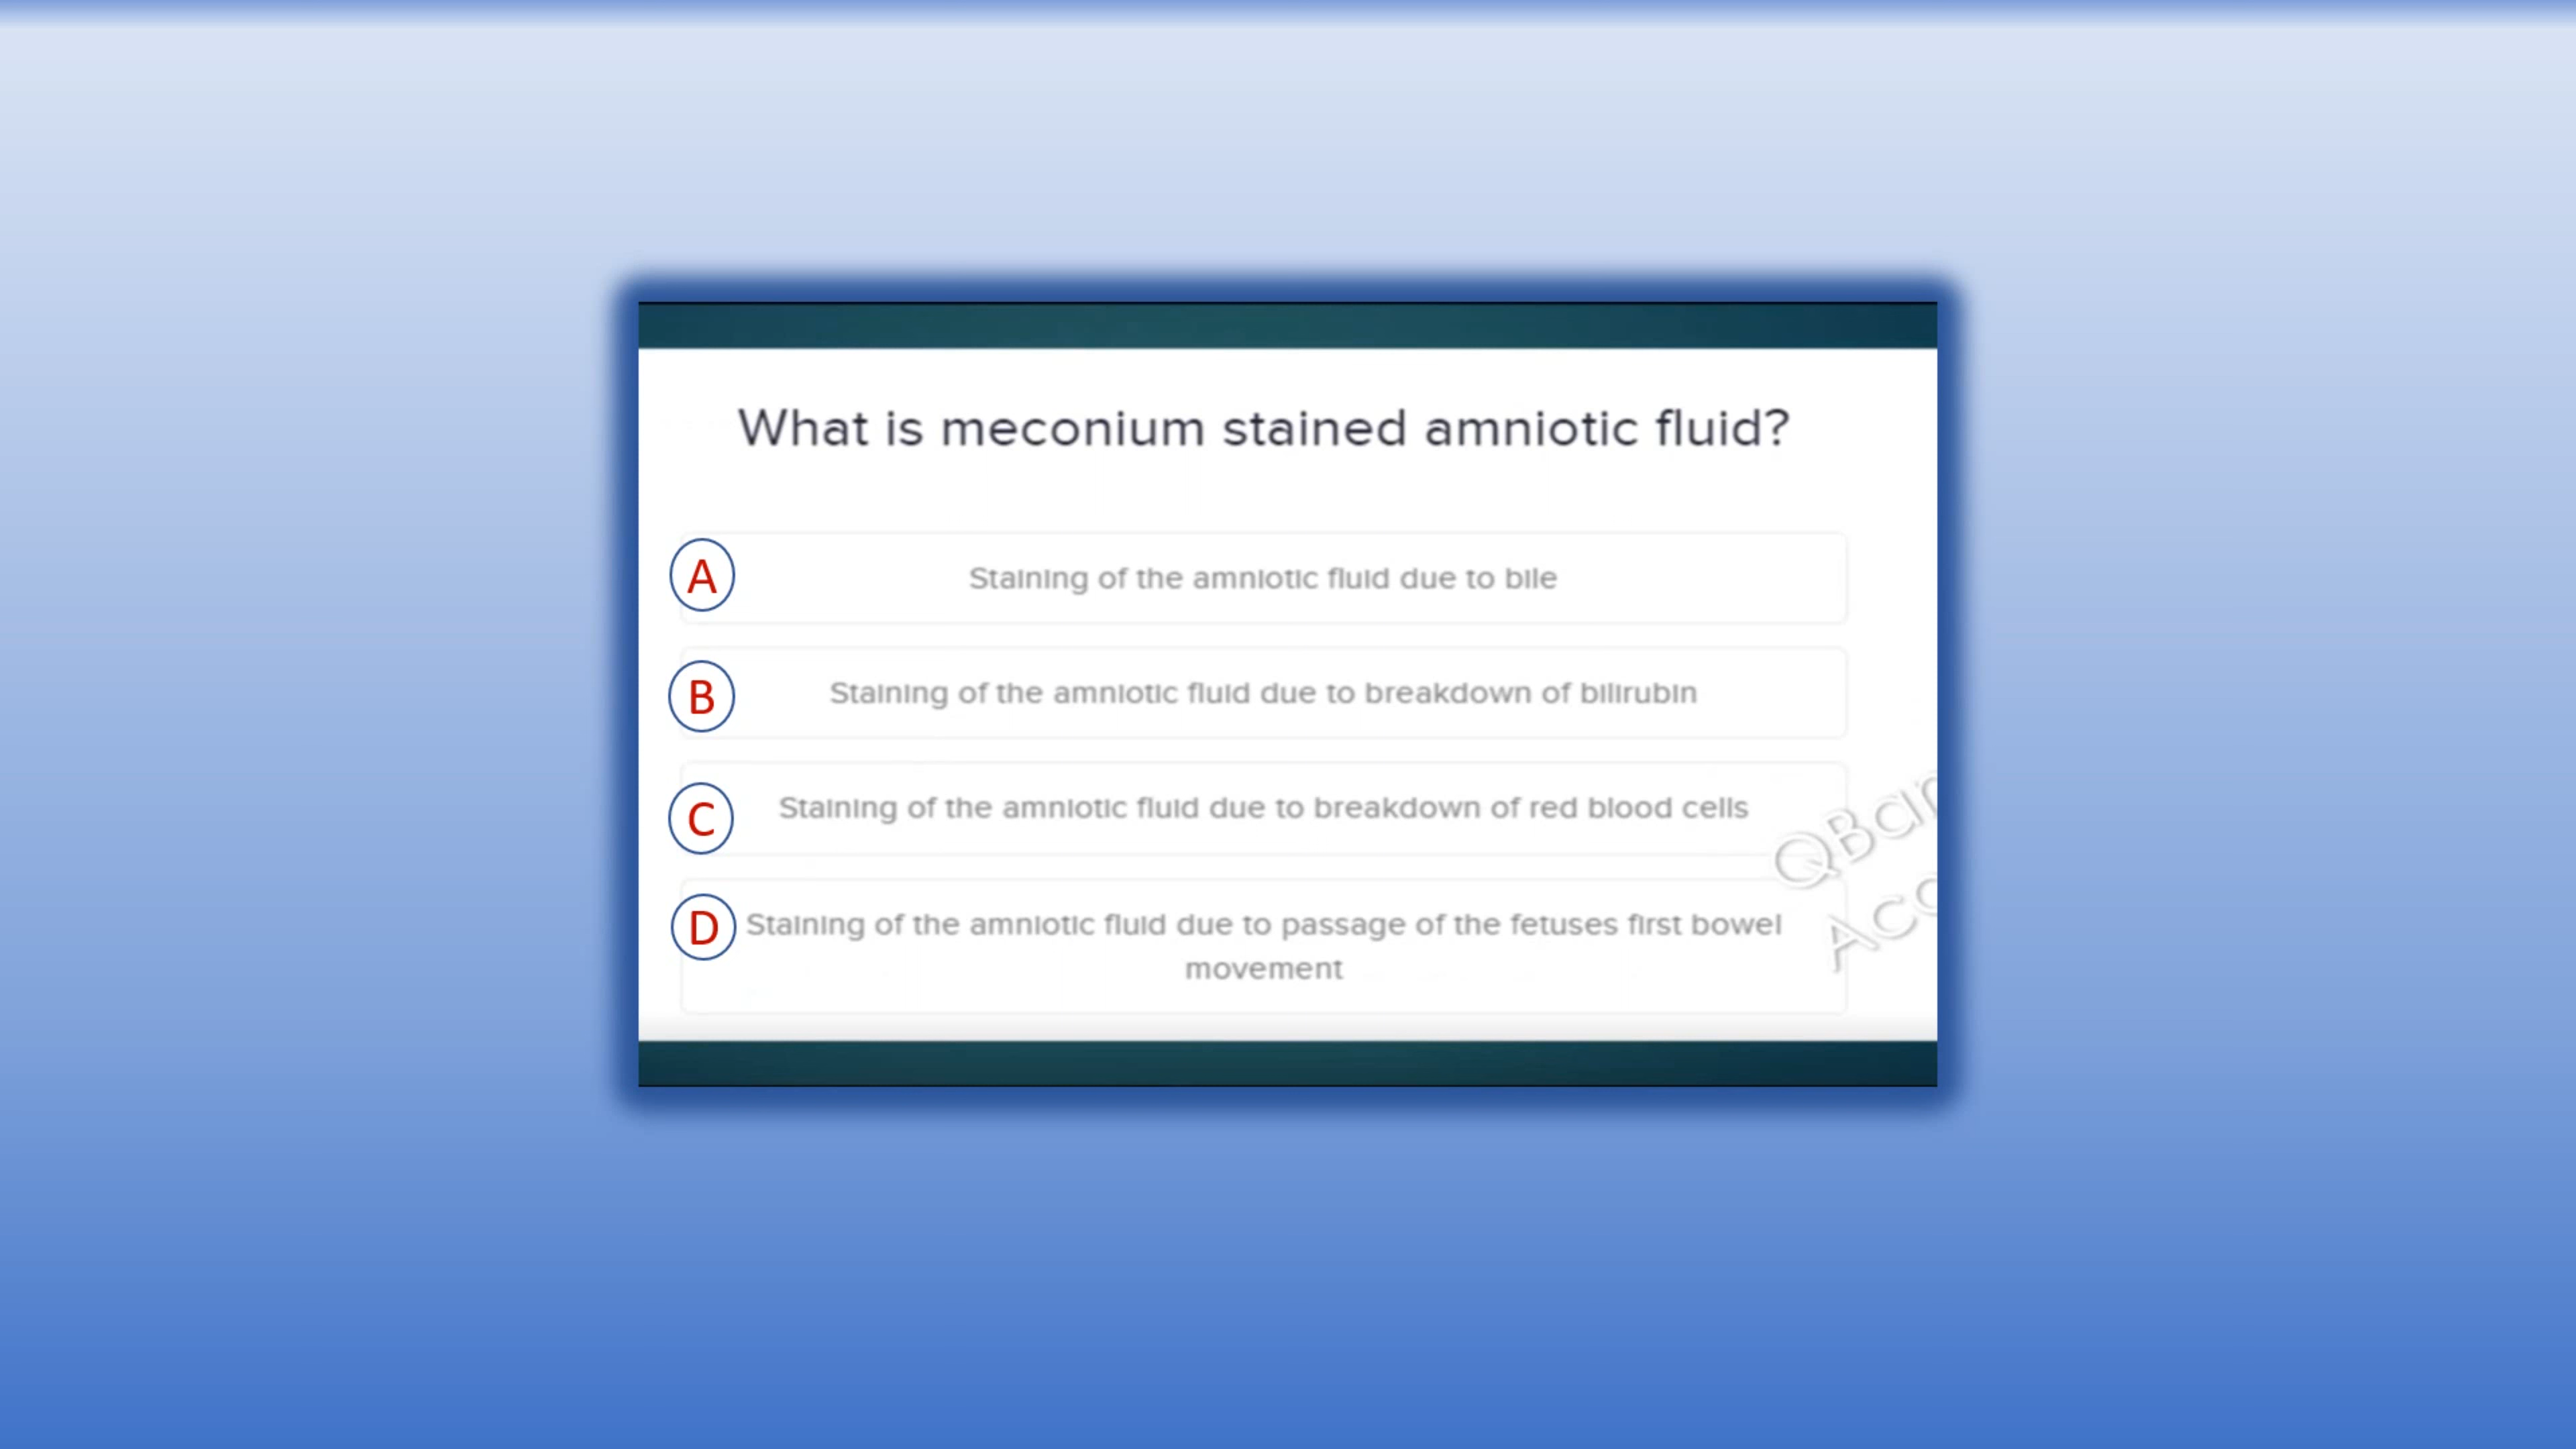 What is meconium stained amniotic fluid?
A Staining of the amniotic fluid due to bile
B Staining of the amniotic fluid due to breakdown of bilirubin
C Staining of the amniotic fluid due to breakdown of red blood cells
D Staining of the amniotic fluid due to passage of the fetuses first bowel
movement